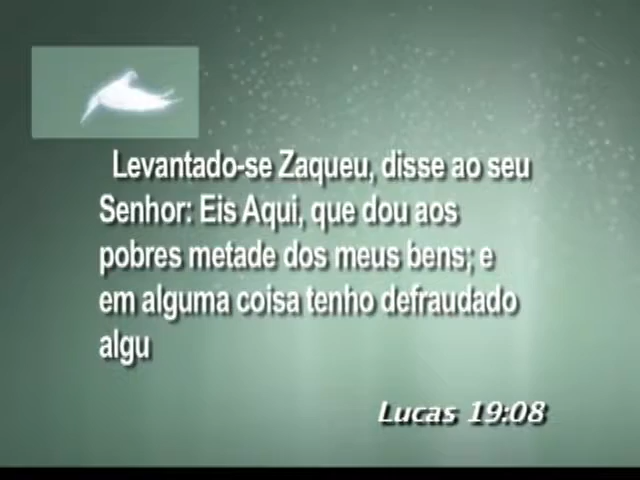 Levantado-se Zaqueu, disse ao seu
Senhor: Eis Aqui, que dou aos
pobres metade dos meus bens; e
em alguma coisa tenho defraudado
algu
Lucas 19:08